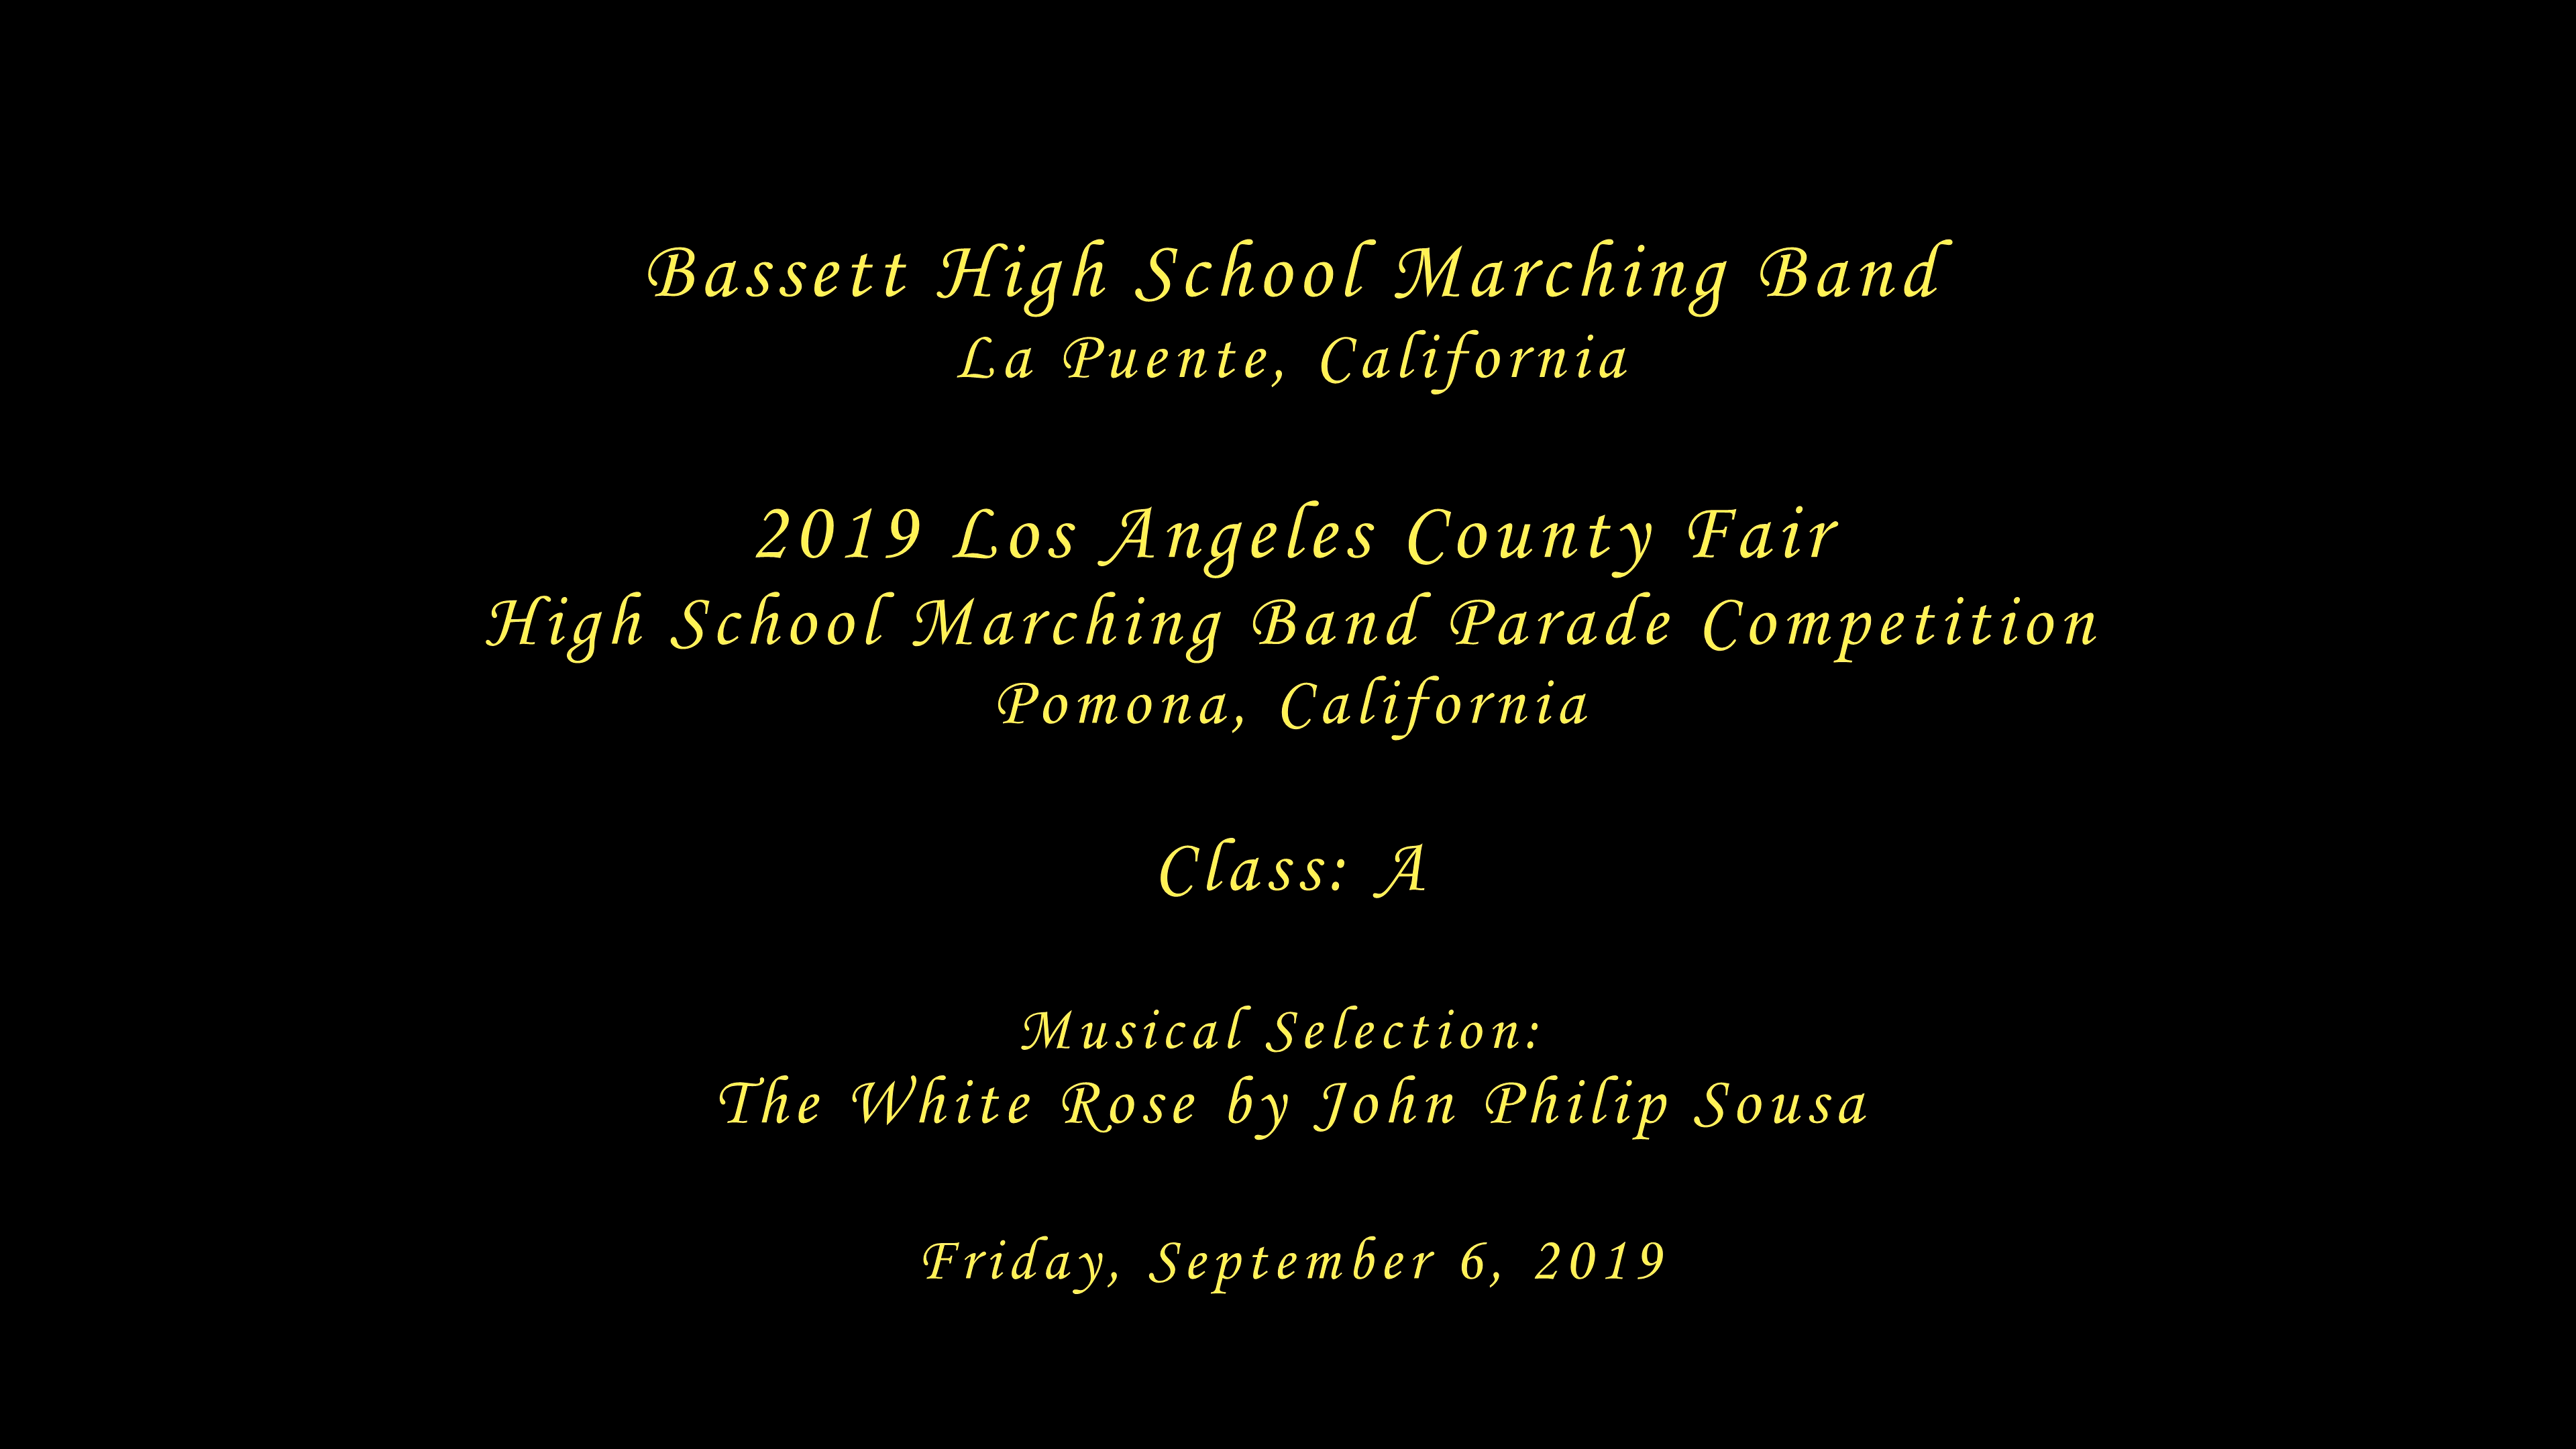 Bassett High School Marching Band
La Puente, California
2019 Los Angeles County Fair
High School Marching Band Parade Competition
Pomona, California
Class: A
Musical Selection:
The White Rose by John Philip Sousa
Friday, September 6, 2019